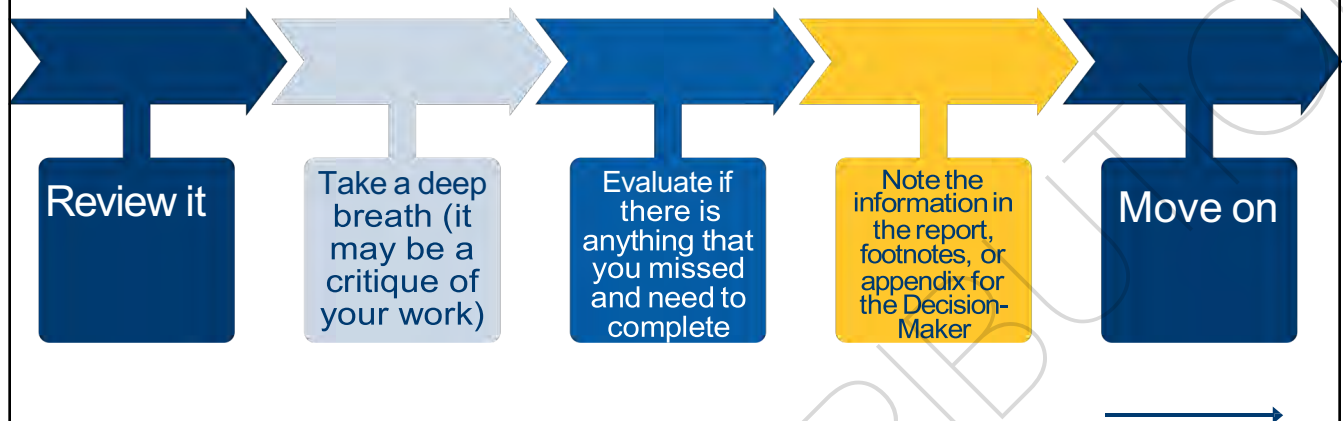 Review it
Take a deep
breath (it
may be a
critique of
your work)
Evaluate if
there is
anything that
you missed
and need to
complete
Note the
information in
the report,
footnotes, or
appendix for
the Decision-
Maker
Move on